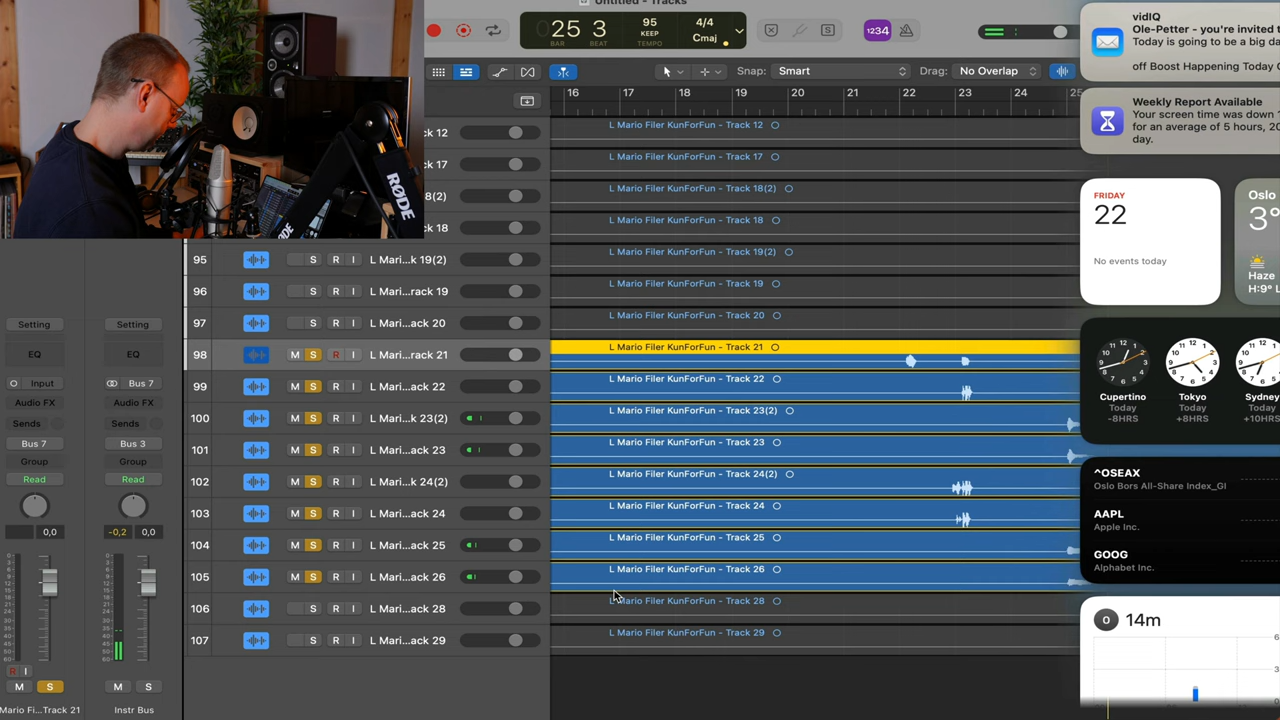 Untitled - Tracks
25 3
BAR BEAT
95
KEEP
TEMPO
4/4
Cmaj
1234
Snap: Smart
Drag: No Overlap
16 17 18 19 20 21 22 23 24 25
RØDE
ck 12
L Mario Filer KunForFun - Track 12
ck 17
L Mario Filer KunForFun - Track 17
8(2)
L Mario Filer KunForFun - Track 18(2)
k 18
L Mario Filer KunForFun - Track 18
95 S R I L Mari...k 19(2)
L Mario Filer KunForFun - Track 19(2)
96 S R I L Mari...rack 19
L Mario Filer KunForFun - Track 19
97 S R I L Mari...ack 20
L Mario Filer KunForFun - Track 20
98 M S R I L Mari...rack 21
L Mario Filer KunForFun - Track 21
99 M S R I L Mari...ack 22
L Mario Filer KunForFun - Track 22
100 M S R I L Mari...k 23(2)
L Mario Filer KunForFun - Track 23(2)
101 M S R I L Mari...ack 23
L Mario Filer KunForFun - Track 23
102 M S R I L Mari...k 24(2)
L Mario Filer KunForFun - Track 24(2)
103 M S R I L Mari...ack 24
L Mario Filer KunForFun - Track 24
104 M S R I L Mari...ack 25
L Mario Filer KunForFun - Track 25
105 M S R I L Mari...ack 26
L Mario Filer KunForFun - Track 26
106 S R I L Mari...ack 28
L Mario Filer KunForFun - Track 28
107 S R I L Mari...ack 29
L Mario Filer KunForFun - Track 29
Setting Setting
EQ EQ
Input Bus 7
Audio FX Audio FX
Sends Sends
Bus 7 Bus 3
Group Group
Read Read
0,0 -0,2 0,0
R I
M S M S
Mario Fi...Track 21 Instr Bus
vidIQ
Ole-Petter - you're invited t
Today is going to be a big da
off Boost Happening Today C
Weekly Report Available
Your screen time was down
for an average of 5 hours, 20
day.
FRIDAY
22
No events today
Oslo
3°
Haze
H:9° L
Cupertino Tokyo Sydney
Today Today Today
-8HRS +8HRS +10HRS
^OSEAX
Oslo Bors All-Share Index_GI
AAPL
Apple Inc.
GOOG
Alphabet Inc.
14m